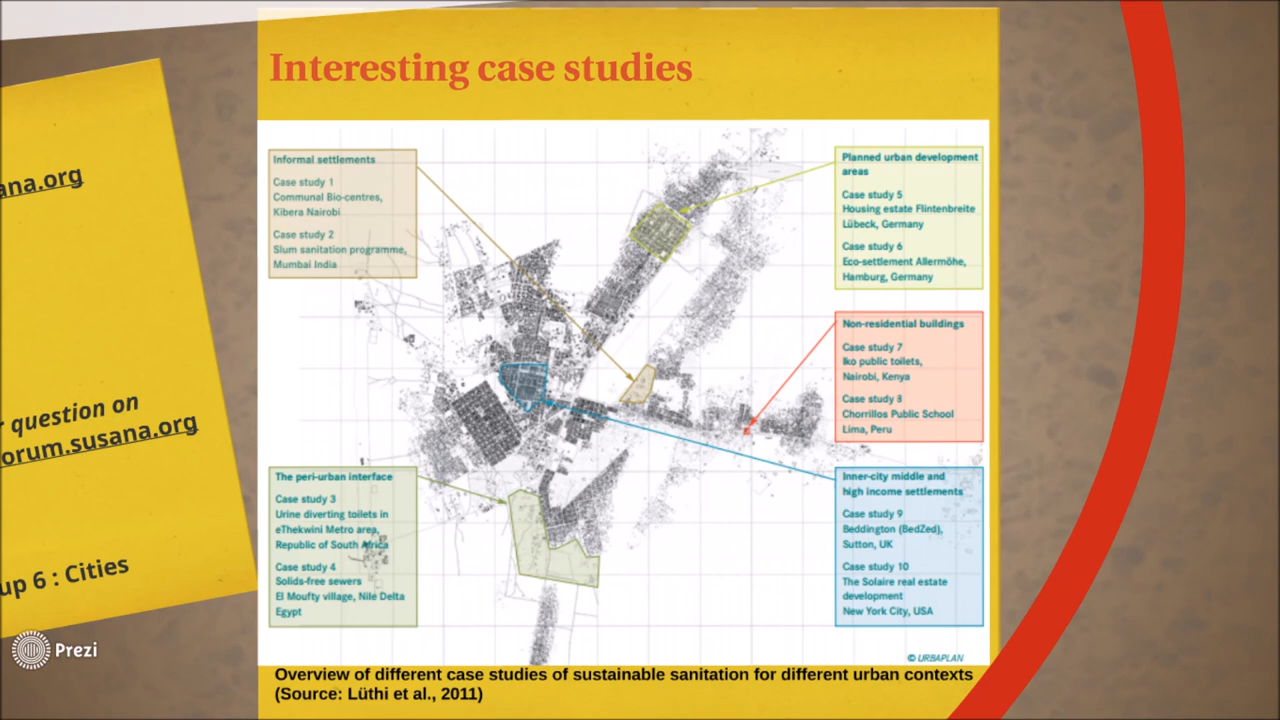 Interesting case studies
Informal settlements
Case study 1
Communal Bio-centres,
Kibera Nairobi
Case study 2
Slum sanitation programme,
Mumbai India
The peri-urban interface
Case study 3
Urine diverting toilets in
eThekwini Metro area,
Republic of South Africa
Case study 4
Solids-free sewers
El Moufty village, Nile Delta
Egypt
Planned urban development
areas
Case study 5
Housing estate Flintenbreite
Lübeck, Germany
Case study 6
Eco-settlement Allermöhe,
Hamburg, Germany
Non-residential buildings
Case study 7
Iko public toilets,
Nairobi, Kenya
Case study 8
Chorrillos Public School
Lima, Peru
Inner-city middle and
high income settlements
Case study 9
Beddington (BedZed),
Sutton, UK
Case study 10
The Solaire real estate
development
New York City, USA
© URBAPLAN
Overview of different case studies of sustainable sanitation for different urban contexts
(Source: Lüthi et al., 2011)
ana.org
r question on
orum.susana.org
up 6 : Cities
Prezi